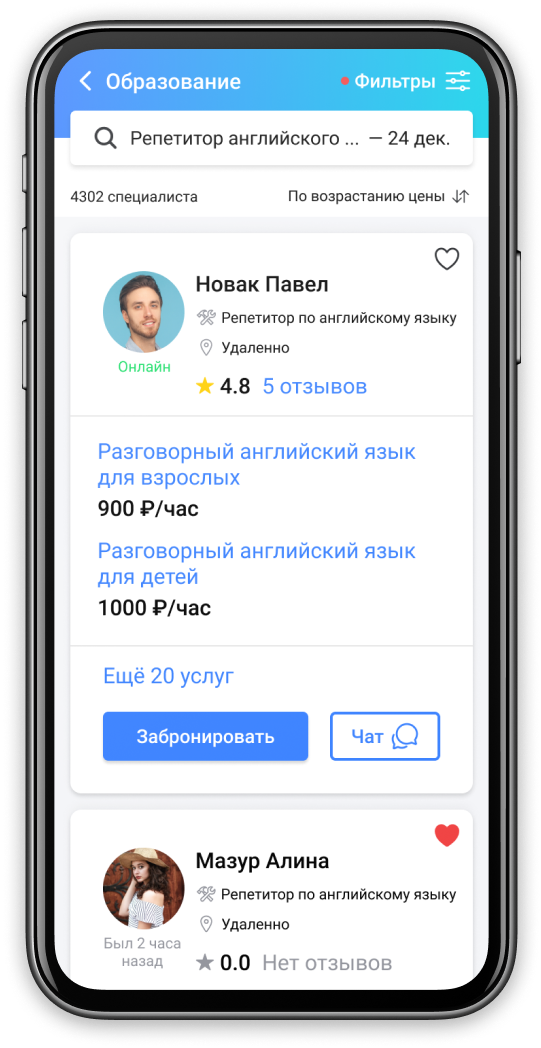 Образование
Фильтры
Репетитор английского ... — 24 дек.
4302 специалиста
По возрастанию цены
Новак Павел
Репетитор по английскому языку
Удаленно
Онлайн
4.8 5 отзывов
Разговорный английский язык
для взрослых
900 ₽/час
Разговорный английский язык
для детей
1000 ₽/час
Ещё 20 услуг
Забронировать
Чат
Мазур Алина
Репетитор по английскому языку
Удаленно
Был 2 часа
назад
0.0 Нет отзывов